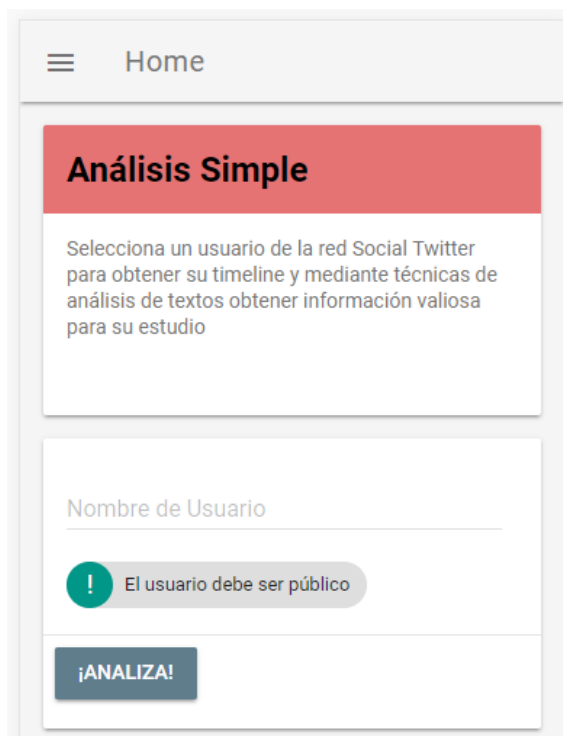 Home
Análisis Simple
Selecciona un usuario de la red Social Twitter
para obtener su timeline y mediante técnicas de
análisis de textos obtener información valiosa
para su estudio
Nombre de Usuario
! El usuario debe ser público
¡ANALIZA!